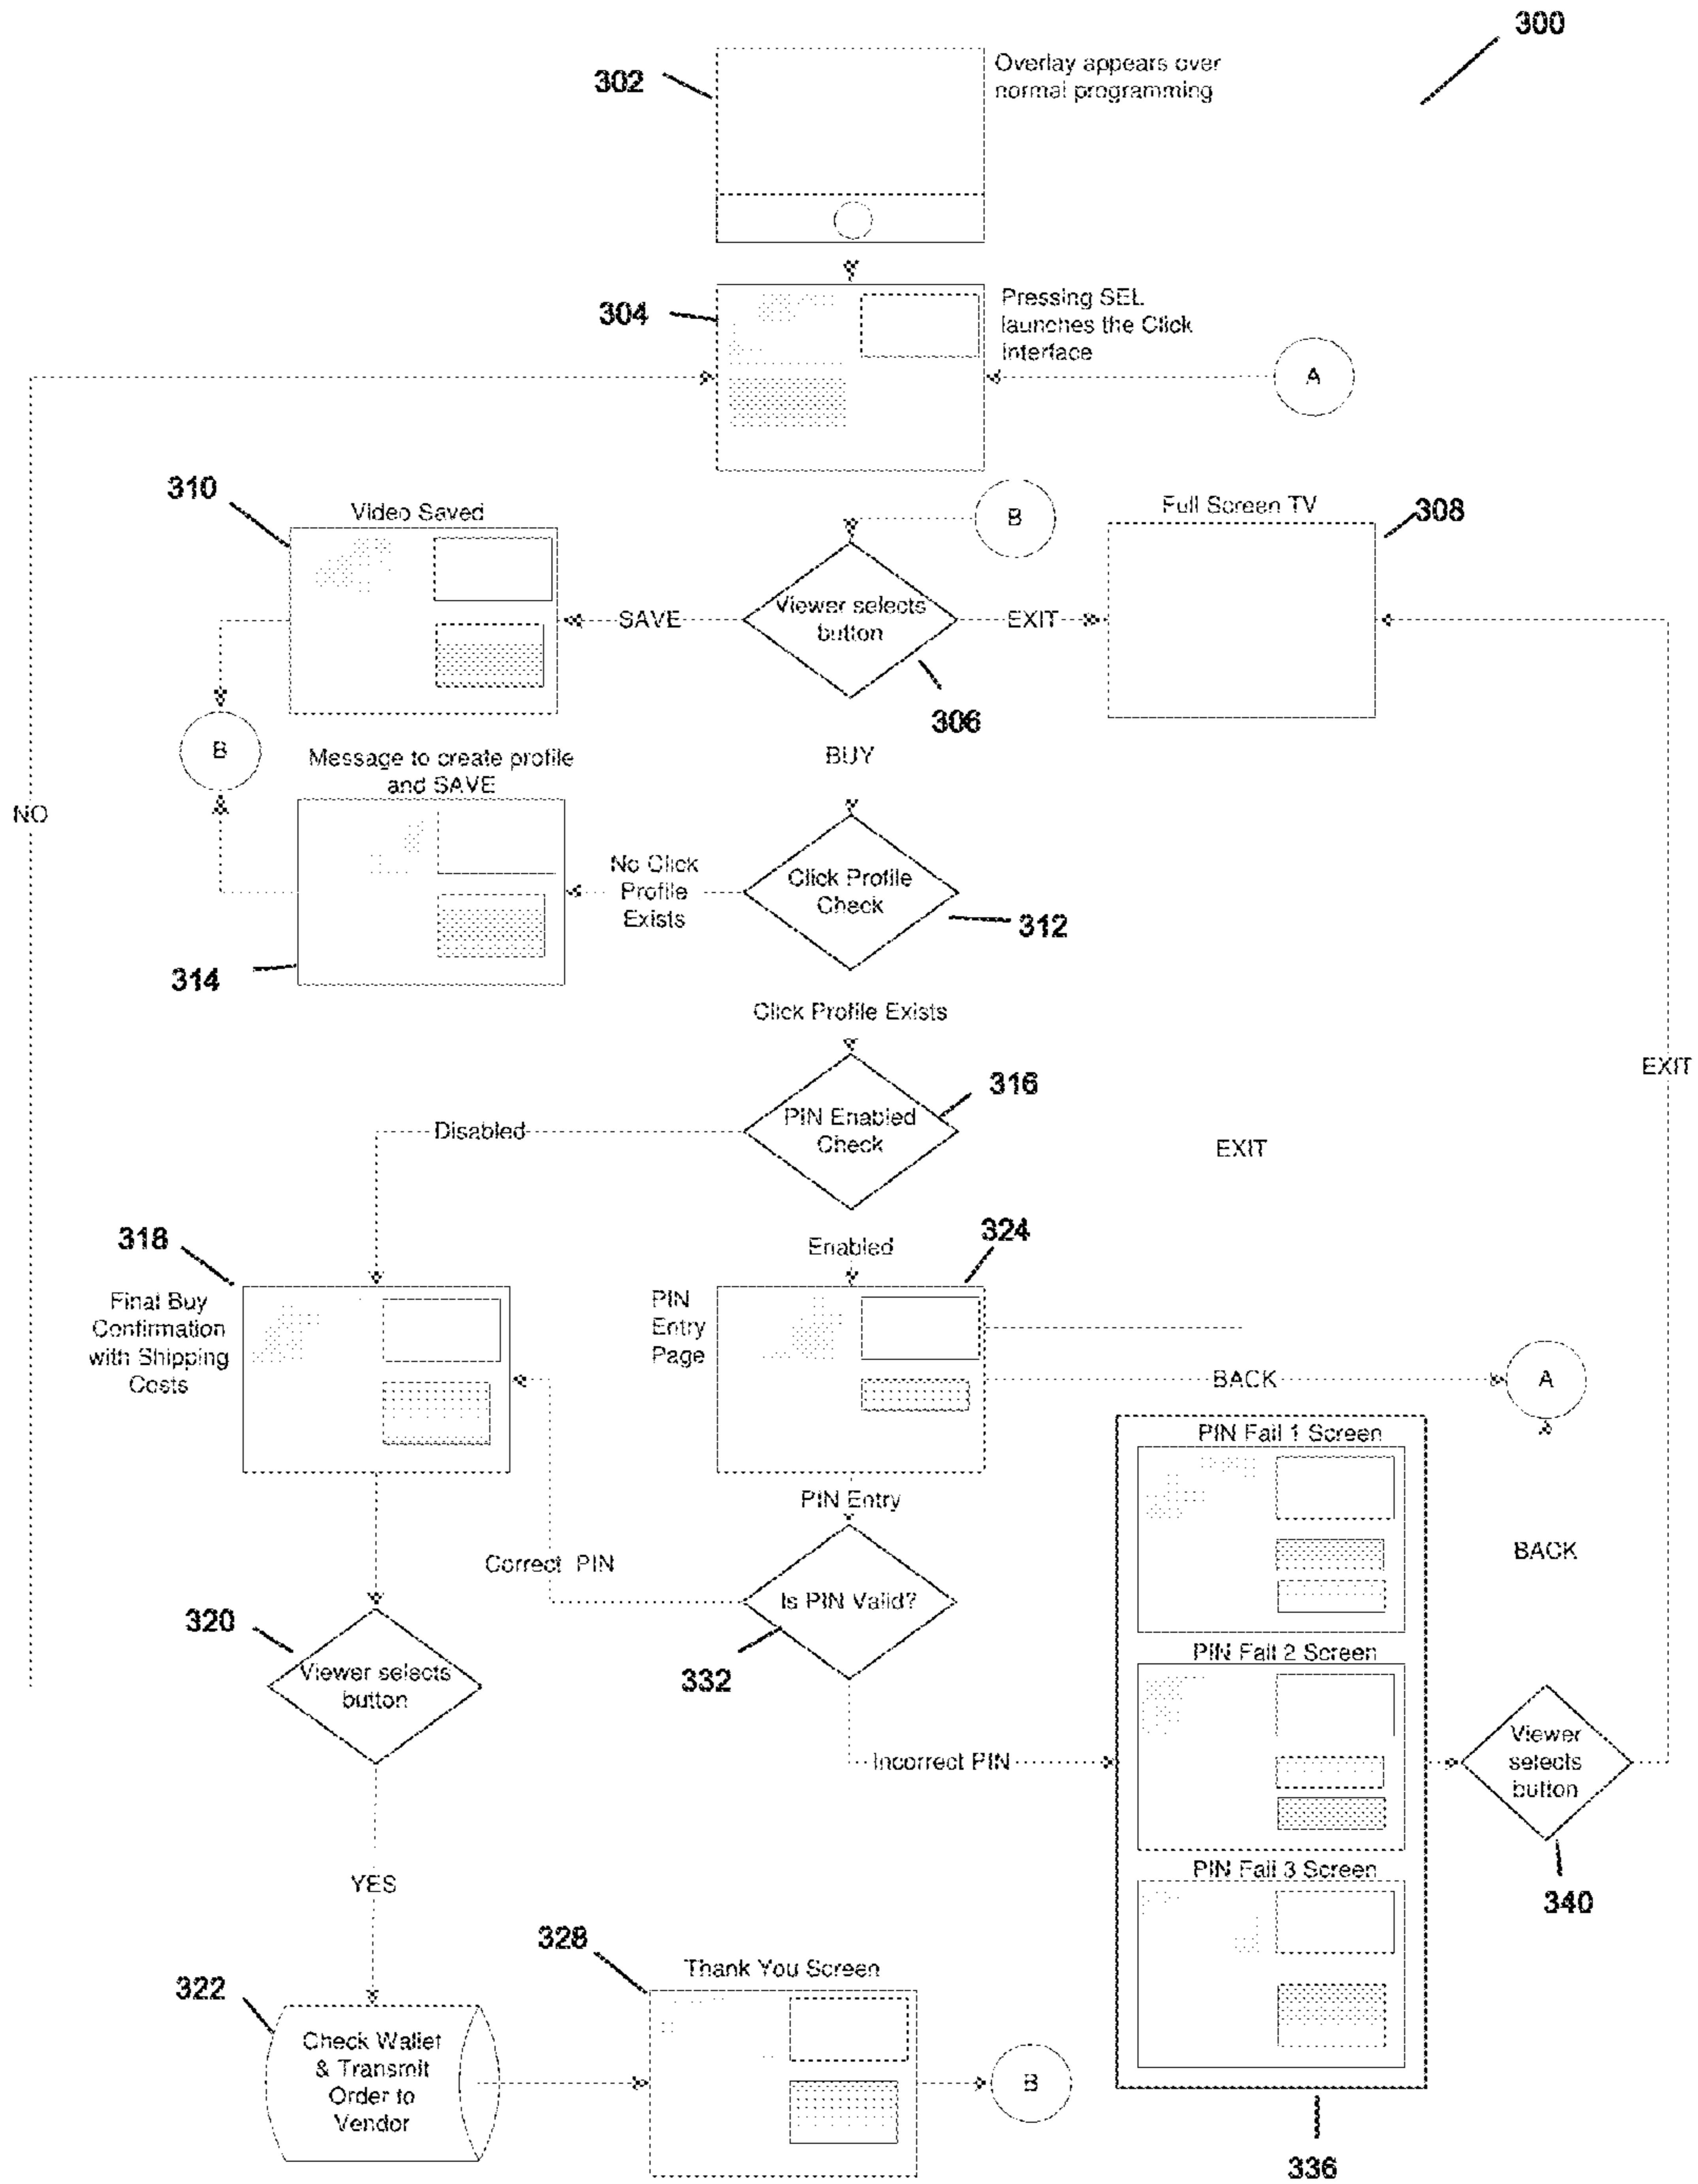 300
302
Overlay appears over
normal programming
304
Pressing SEL
launches the Click
Interface
A
310
Video Saved
B
Full Screen TV
308
Viewer selects
button
SAVE
EXIT
306
B
Message to create profile
and SAVE
BUY
NO
No Click
Profile
Exists
Click Profile
Check
312
314
Click Profile Exists
EXIT
316
PIN Enabled
Check
Disabled
EXIT
318
324
Enabled
Final Buy
Confirmation
with Shipping
Costs
PIN
Entry
Page
BACK
A
PIN Fail 1 Screen
PIN Entry
BACK
Correct PIN
Is PIN Valid?
320
332
Viewer selects
button
PIN Fail 2 Screen
Viewer
selects
button
Incorrect PIN
PIN Fail 3 Screen
YES
340
328
Thank You Screen
322
Check Wallet
& Transmit
Order to
Vendor
B
336